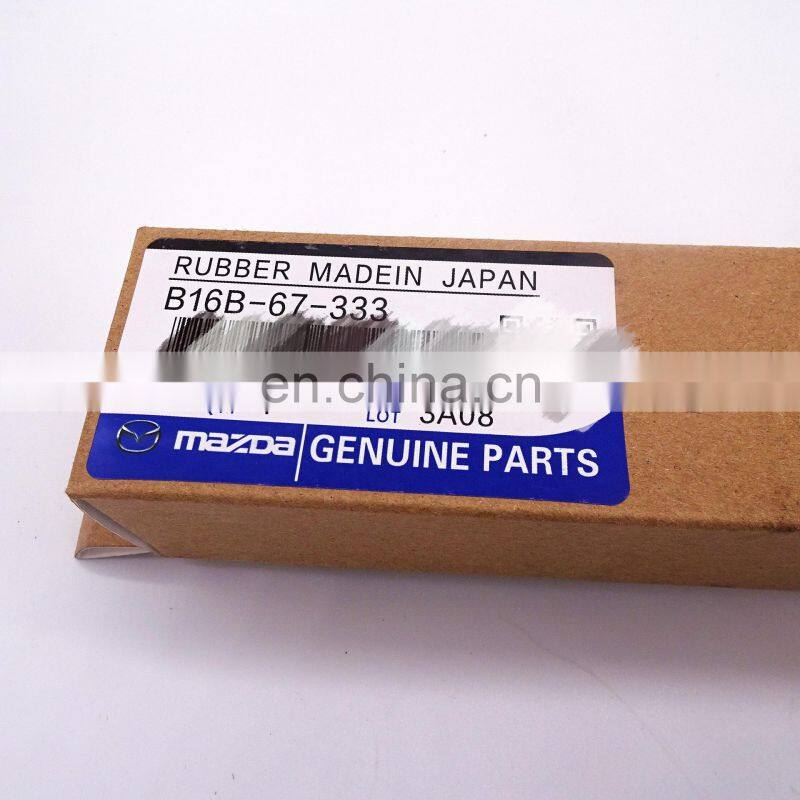 RUBBER MADEIN JAPAN
B16B-67-333
en.china.cn
LOT 3A08
mazda GENUINE PARTS